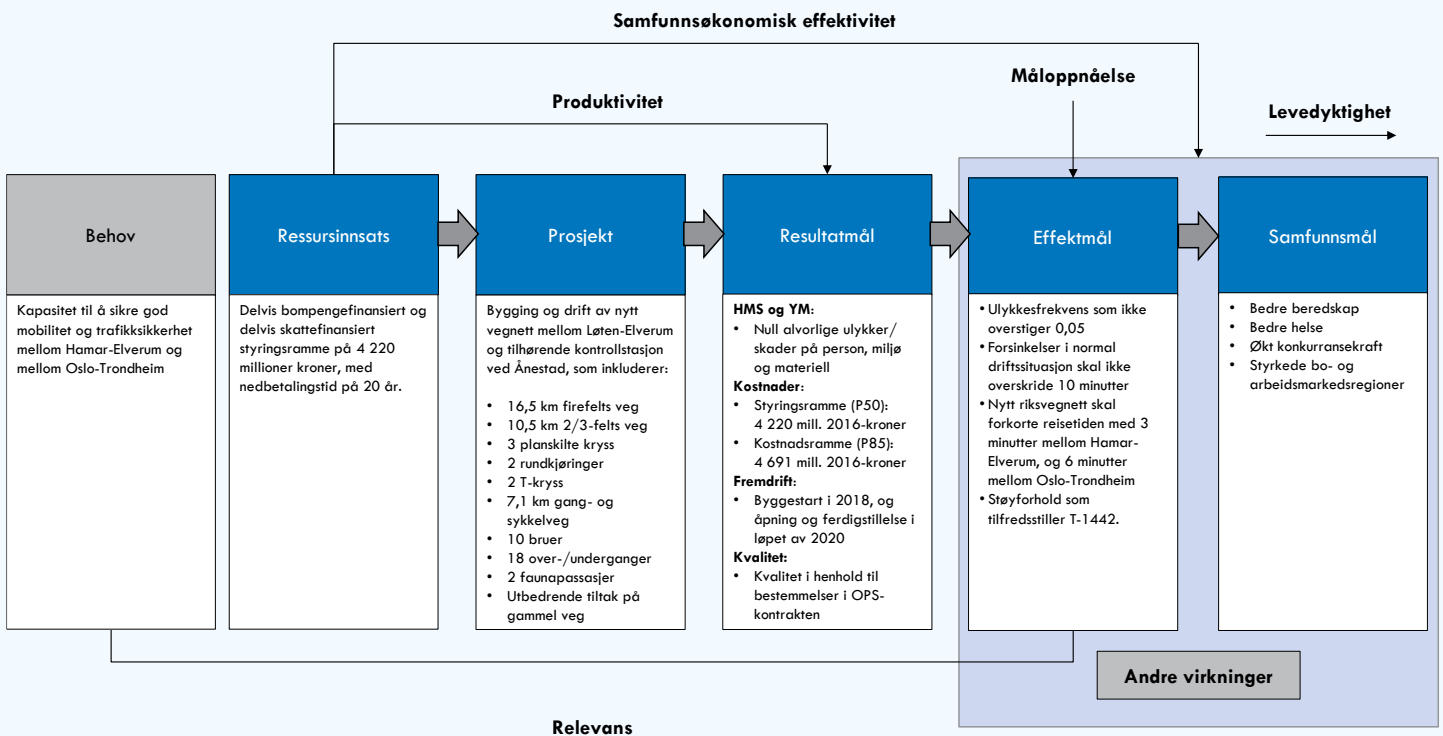 Samfunnsøkonomisk effektivitet
Måloppnåelse
Produktivitet
Levedyktighet
Behov
Kapasitet til å sikre god
mobilitet og trafikksikkerhet
mellom Hamar-Elverum og
mellom Oslo-Trondheim
Ressursinnsats
Delvis bompengefinansiert og
delvis skattefinansiert
styringsramme på 4 220
millioner kroner, med
nedbetalingstid på 20 år.
Prosjekt
Bygging og drift av nytt
vegnett mellom Løten-Elverum
og tilhørende kontrollstasjon
ved Ånestad, som inkluderer:
• 16,5 km firefelts veg
• 10,5 km 2/3-felts veg
• 3 planskilte kryss
• 2 rundkjøringer
• 2 T-kryss
• 7,1 km gang- og
sykkelveg
• 10 bruer
• 18 over-/underganger
• 2 faunapassasjer
• Utbedrende tiltak på
gammel veg
Resultatmål
HMS og YM:
• Null alvorlige ulykker/
skader på person, miljø
og materiell
Kostnader:
• Styringsramme (P50):
4 220 mill. 2016-kroner
• Kostnadsramme (P85):
4 691 mill. 2016-kroner
Fremdrift:
• Byggestart i 2018, og
åpning og ferdigstillelse i
løpet av 2020
Kvalitet:
• Kvalitet i henhold til
bestemmelser i OPS-
kontrakten
Effektmål
• Ulykkesfrekvens som ikke
overstiger 0,05
• Forsinkelser i normal
driftssituasjon skal ikke
overskride 10 minutter
• Nytt riksvegnett skal
forkorte reisetiden med 3
minutter mellom Hamar-
Elverum, og 6 minutter
mellom Oslo-Trondheim
• Støyforhold som
tilfredsstiller T-1442.
Samfunnsmål
• Bedre beredskap
• Bedre helse
• Økt konkurransekraft
• Styrkede bo- og
arbeidsmarkedsregioner
Andre virkninger
Relevans